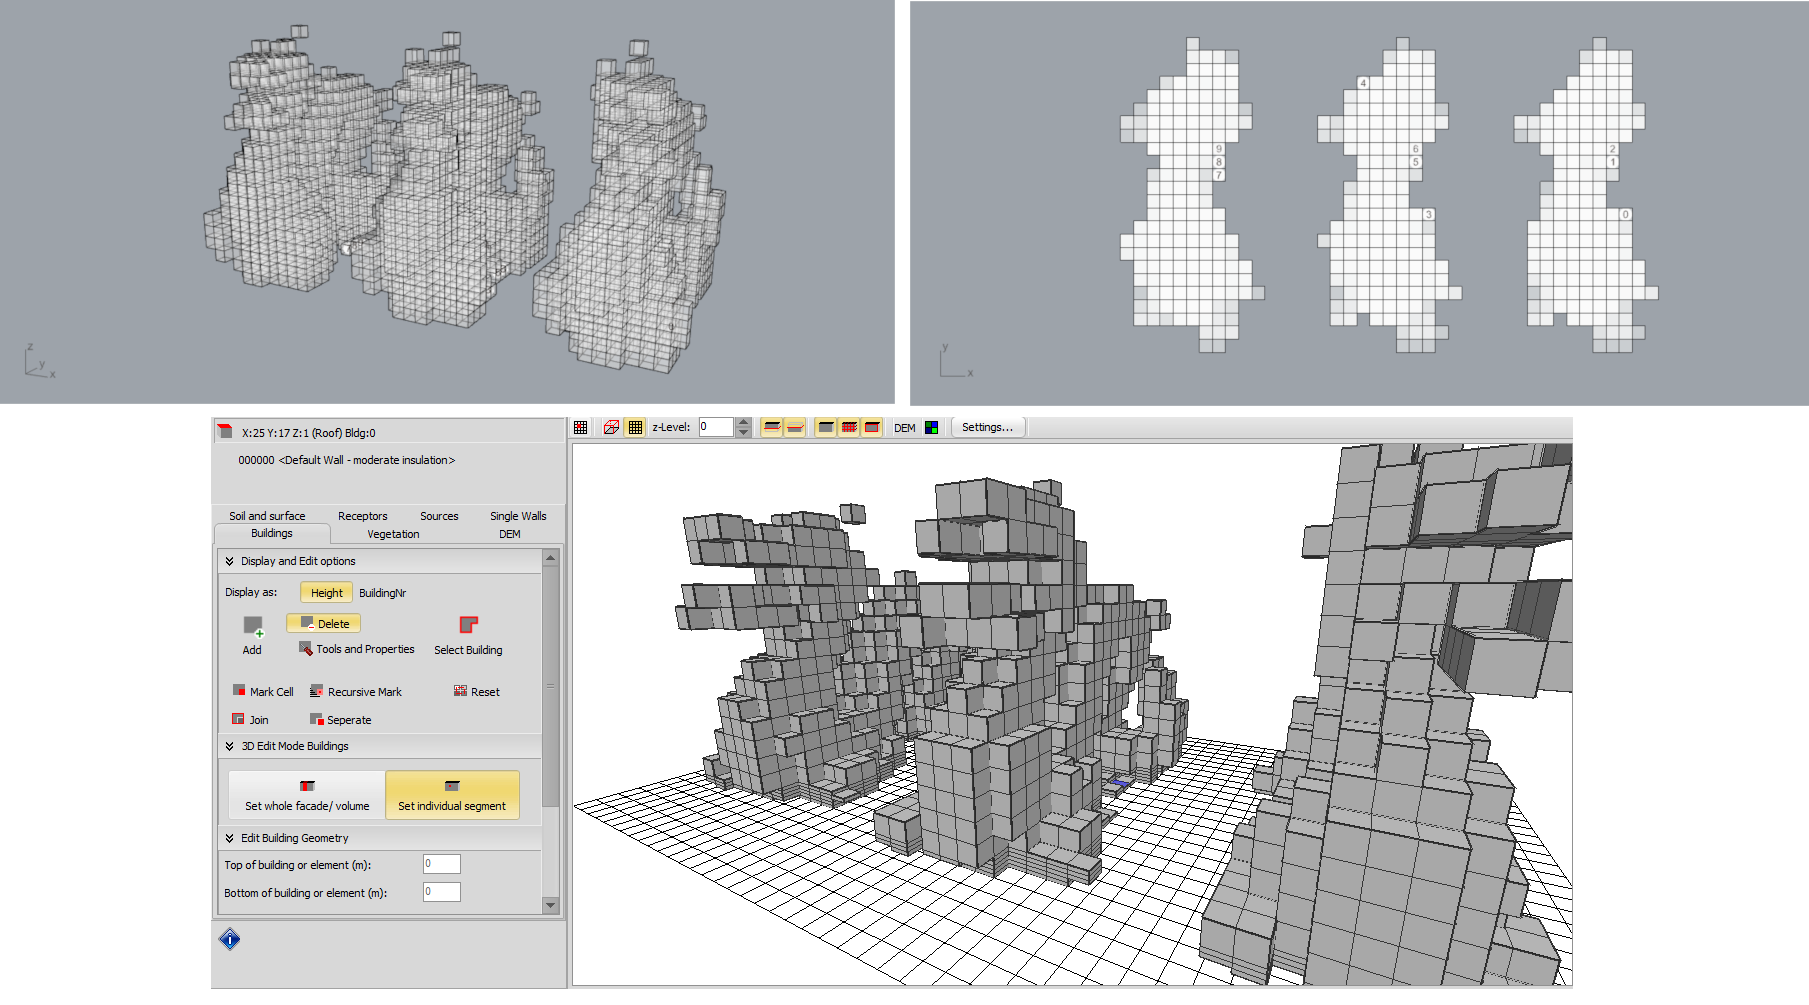 z
y
x
4
9
6
2
8
5
1
7
3
0
y
x
X:25 Y:17 Z:1 (Roof) Bldg:0
z-Level: 0
DEM
Settings...
000000 <Default Wall - moderate insulation>
Soil and surface
Receptors
Sources
Single Walls
Buildings
Vegetation
DEM
Display and Edit options
Display as:
Height
BuildingNr
Add
Delete
Tools and Properties
Select Building
Mark Cell
Recursive Mark
Reset
Join
Seperate
3D Edit Mode Buildings
Set whole facade/ volume
Set individual segment
Edit Building Geometry
Top of building or element (m): 0
Bottom of building or element (m): 0
i